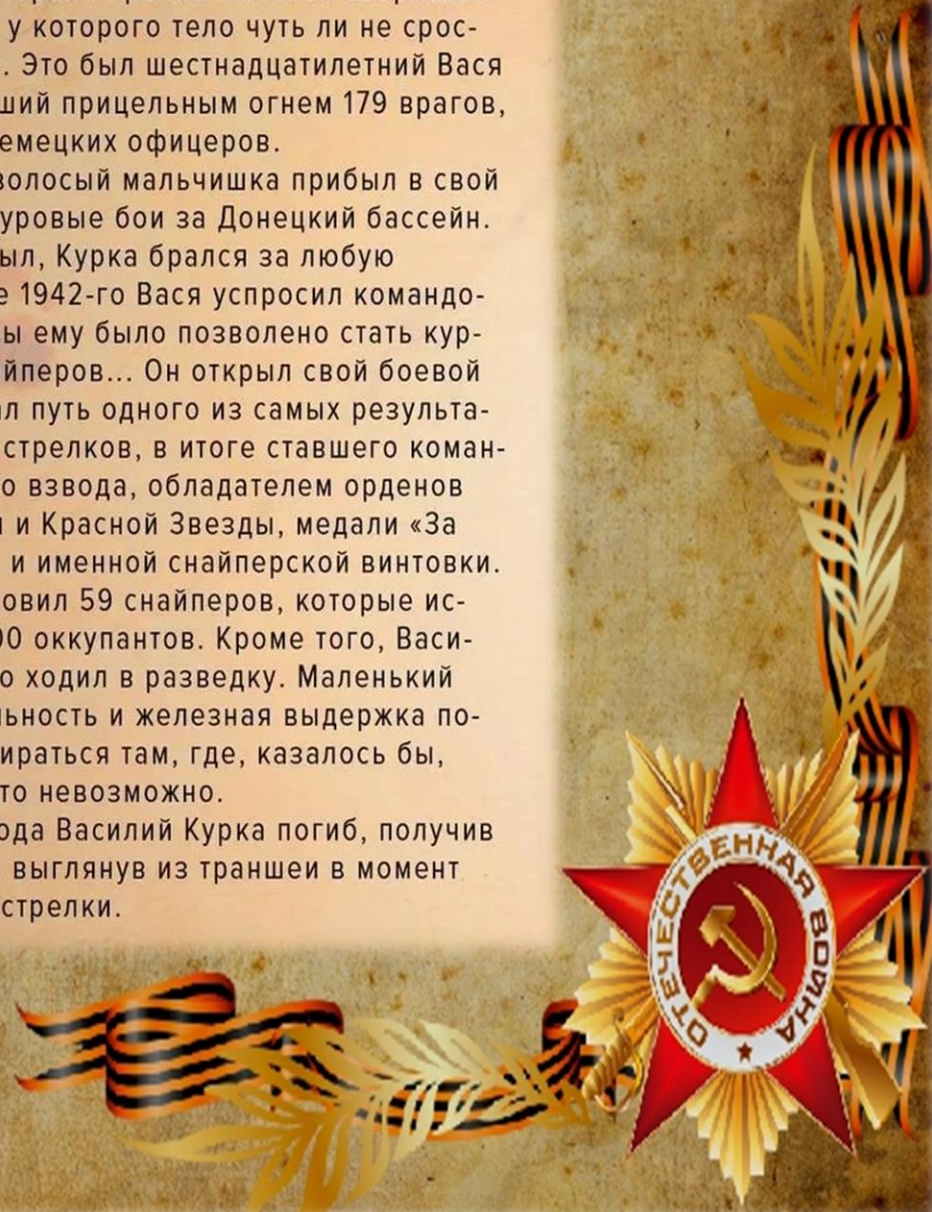 у которого тело чуть ли не срос-
. Это был шестнадцатилетний Вася
ший прицельным огнем 179 врагов,
емецких офицеров.
волосый мальчишка прибыл в свой
уровые бои за Донецкий бассейн.
ыл, Курка брался за любую
е 1942-го Вася успросил командо-
ы ему было позволено стать кур-
йперов... Он открыл свой боевой
ал путь одного из самых результа-
стрелков, в итоге ставшего коман-
о взвода, обладателем орденов
и Красной Звезды, медали «За
и именной снайперской винтовки.
овил 59 снайперов, которые ис-
00 оккупантов. Кроме того, Васи-
о ходил в разведку. Маленький
льность и железная выдержка по-
ираться там, где, казалось бы,
то невозможно.
ода Василий Курка погиб, получив
выглянув из траншеи в момент
стрелки.
ОТЕЧЕСТВЕННАЯ ВОЙНА